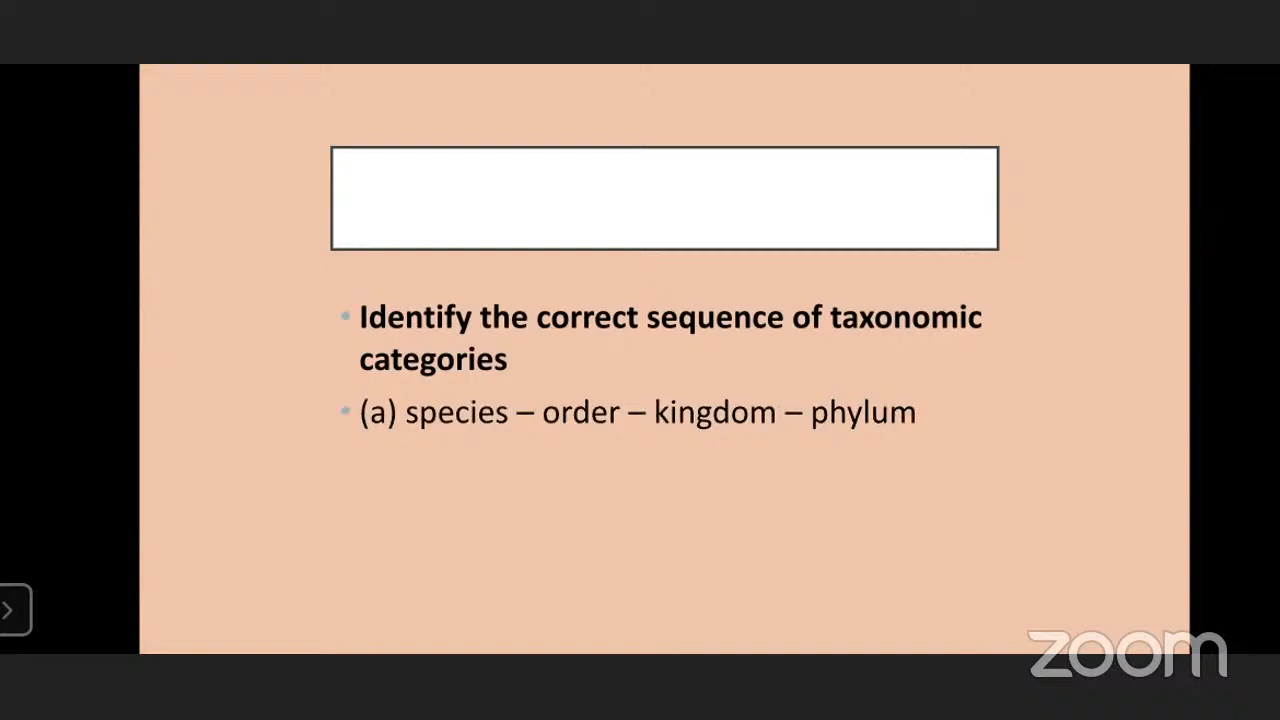 • Identify the correct sequence of taxonomic
categories
• (a) species – order – kingdom – phylum
zoom